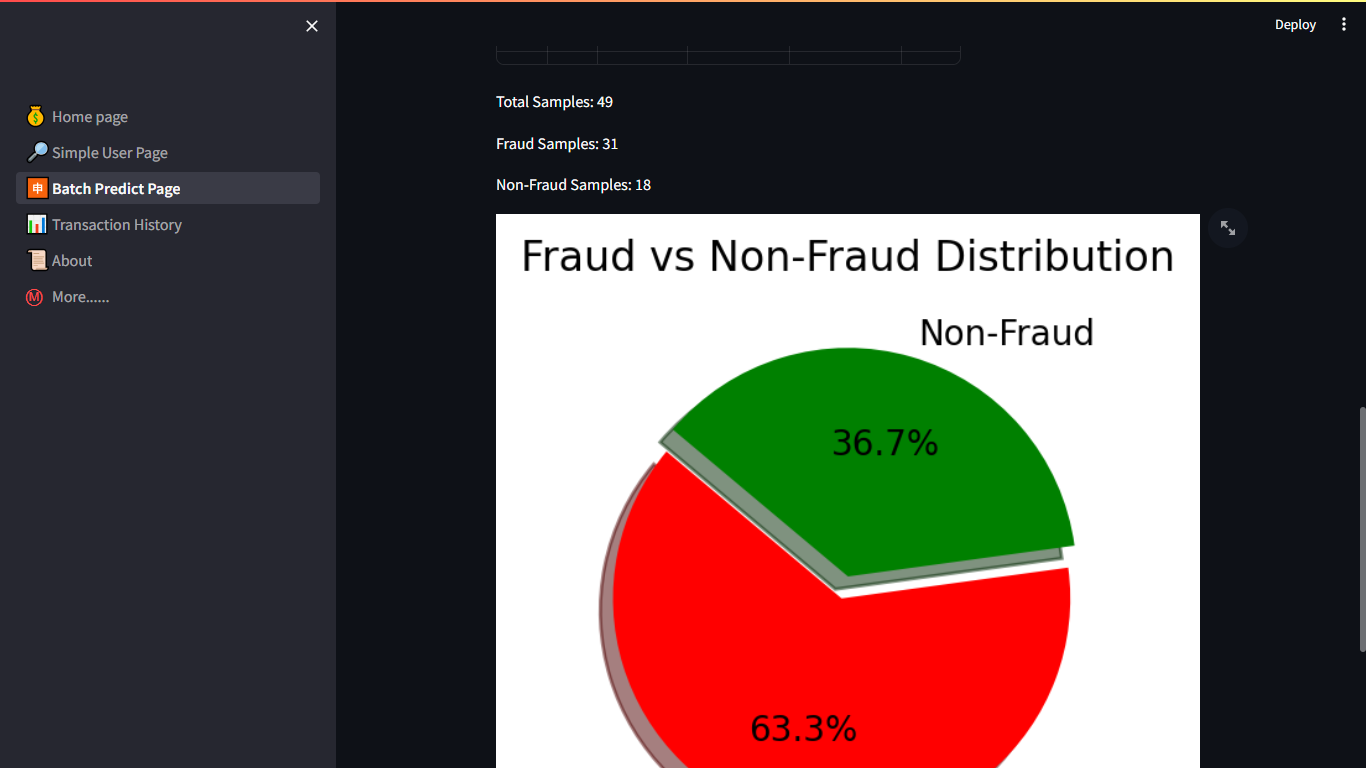 Deploy
Home page
Simple User Page
申 Batch Predict Page
Transaction History
About
Ⓜ More......
Total Samples: 49
Fraud Samples: 31
Non-Fraud Samples: 18
Fraud vs Non-Fraud Distribution
Non-Fraud
36.7%
63.3%